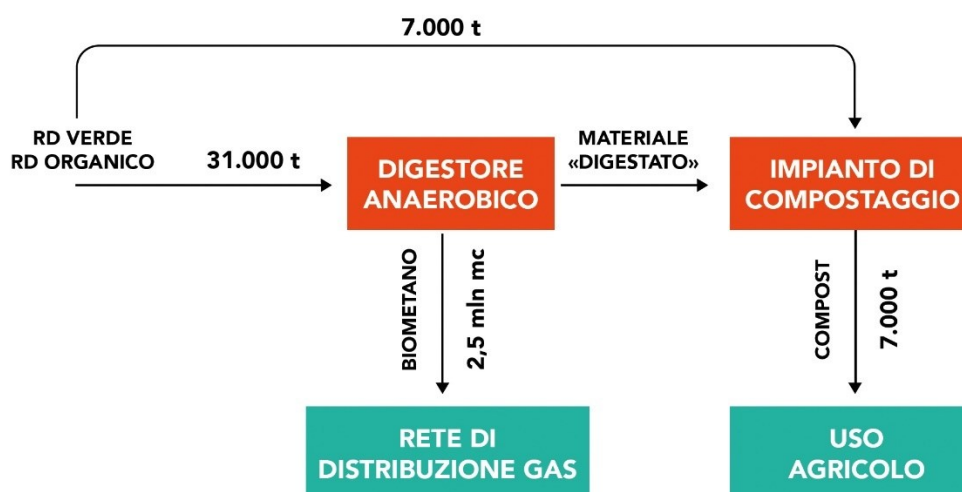 7.000 t
RD VERDE
RD ORGANICO
31.000 t
DIGESTORE
ANAEROBICO
MATERIALE
«DIGESTATO»
IMPIANTO DI
COMPOSTAGGIO
BIOMETANO
2,5 mln mc
COMPOST
7.000 t
RETE DI
DISTRIBUZIONE GAS
USO
AGRICOLO